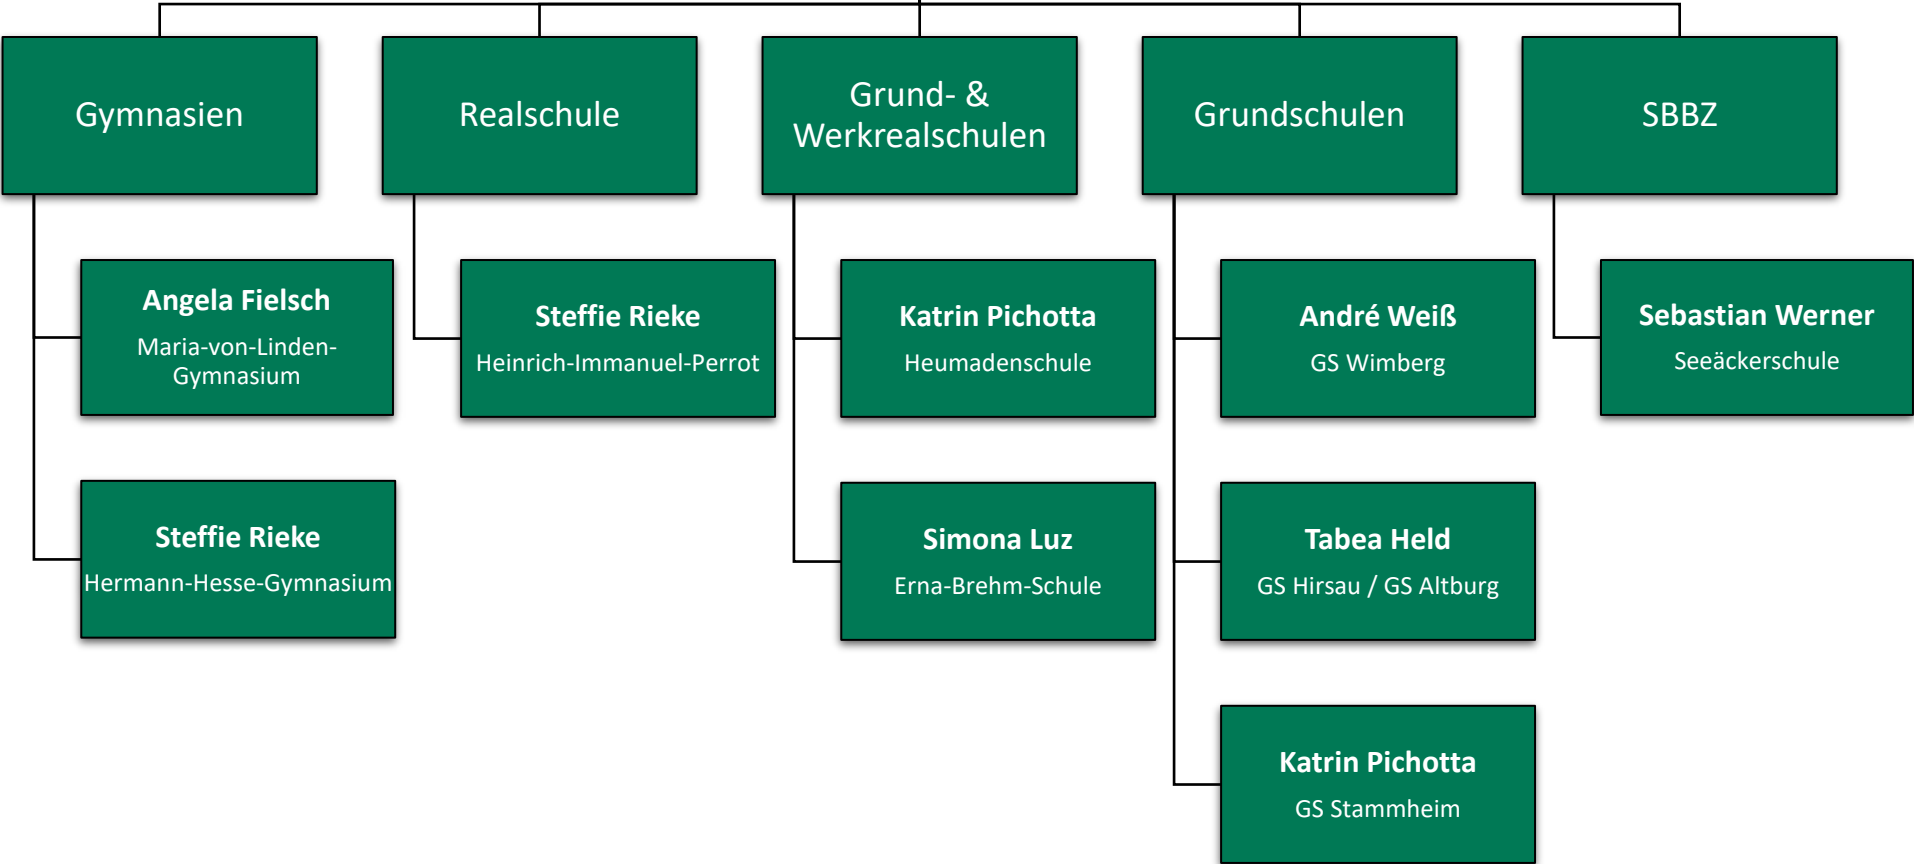 Gymnasien
Realschule
Grund- &
Werkrealschulen
Grundschulen
SBBZ
Angela Fielsch
Maria-von-Linden-
Gymnasium
Steffie Rieke
Hermann-Hesse-Gymnasium
Steffie Rieke
Heinrich-Immanuel-Perrot
Katrin Pichotta
Heumadenschule
Simona Luz
Erna-Brehm-Schule
André Weiß
GS Wimberg
Tabea Held
GS Hirsau / GS Altburg
Katrin Pichotta
GS Stammheim
Sebastian Werner
Seeäckerschule